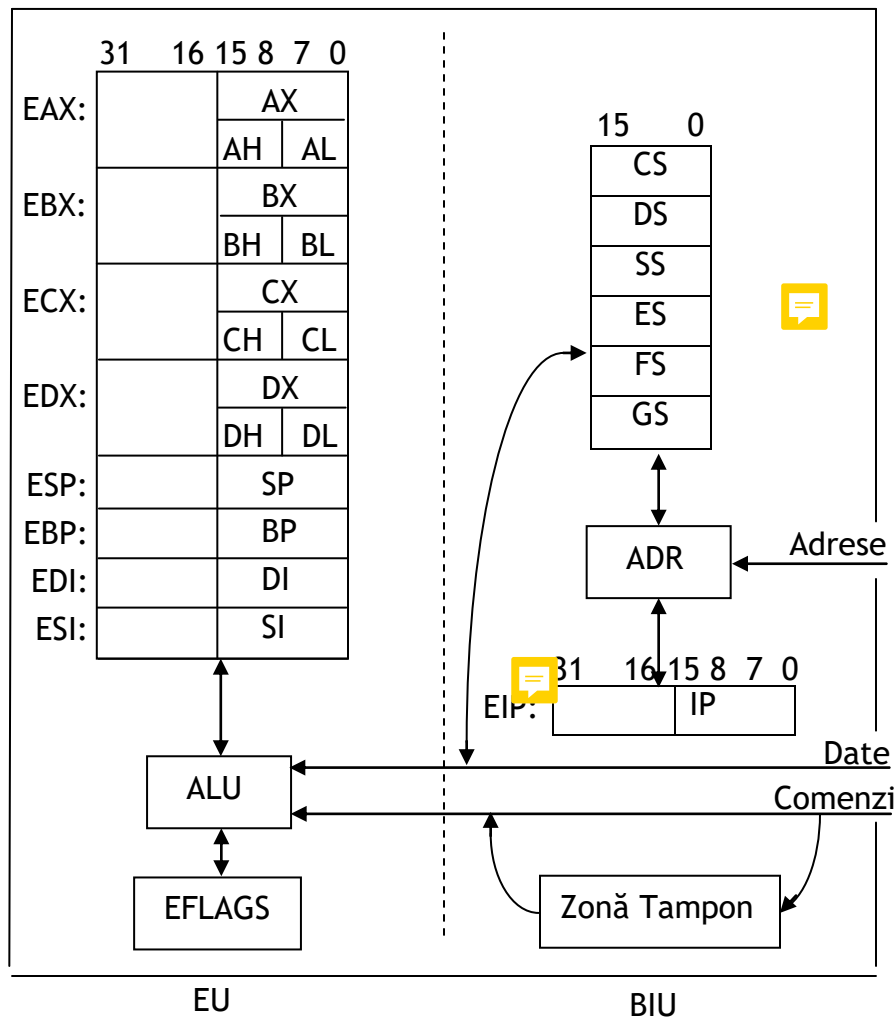 31 16 15 8 7 0
EAX:
AX
AH AL
EBX:
BX
BH BL
ECX:
CX
CH CL
EDX:
DX
DH DL
ESP:
SP
EBP:
BP
EDI:
DI
ESI:
SI
ALU
EFLAGS
EU
15 0
CS
DS
SS
ES
FS
GS
ADR
Adrese
31 16 15 8 7 0
EIP:
IP
Date
Comenzi
Zonă Tampon
BIU